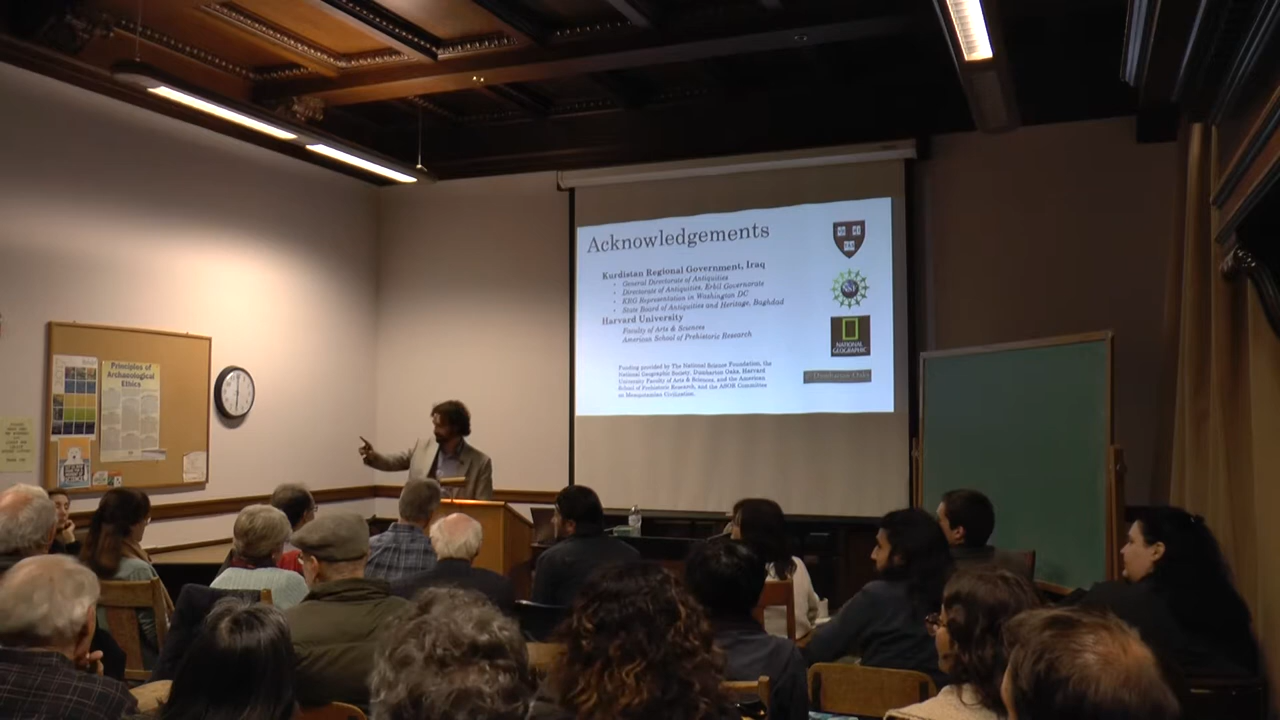 Acknowledgements
Kurdistan Regional Government, Iraq
General Directorate of Antiquities
Directorate of Antiquities, Erbil Governorate
KRG Representation in Washington DC
State Board of Antiquities and Heritage, Baghdad
Harvard University
Faculty of Arts & Sciences
American School of Prehistoric Research
Funding provided by The National Science Foundation, the
National Geographic Society, Dumbarton Oaks, Harvard
University Faculty of Arts & Sciences, and the American
School of Prehistoric Research, and the ASOR Committee
on Mesopotamian Civilization.
NATIONAL
GEOGRAPHIC
Dumbarton Oaks
Principles of
Archaeological
Ethics